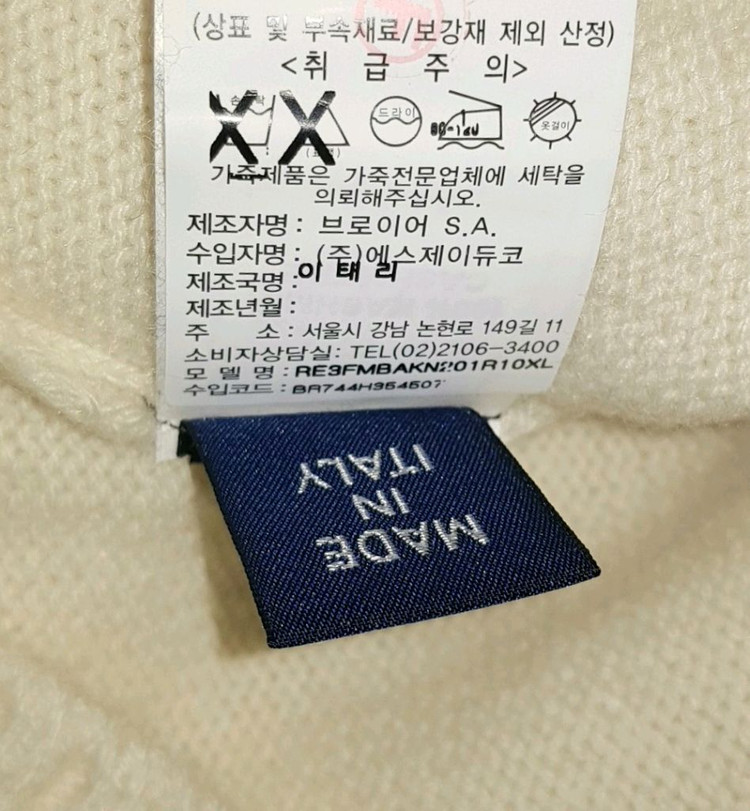 (상표 및 부속재료/보강재 제외 산정)
<취 급 주 의>
드라이
80-120
옷걸이
가죽제품은 가죽전문업체에 세탁을
의뢰해주십시오.
제조자명 : 브로이어 S.A.
수입자명 : (주)에스제이듀코
제조국명 : 이태리
제조년월 :
주 소 : 서울시 강남 논현로 149길 11
소비자상담실: TEL(02)2106-3400
모 델 명 : RE3FMBAKN201R10XL
수입코드 : BR744H354507
MADE
IN
ITALY